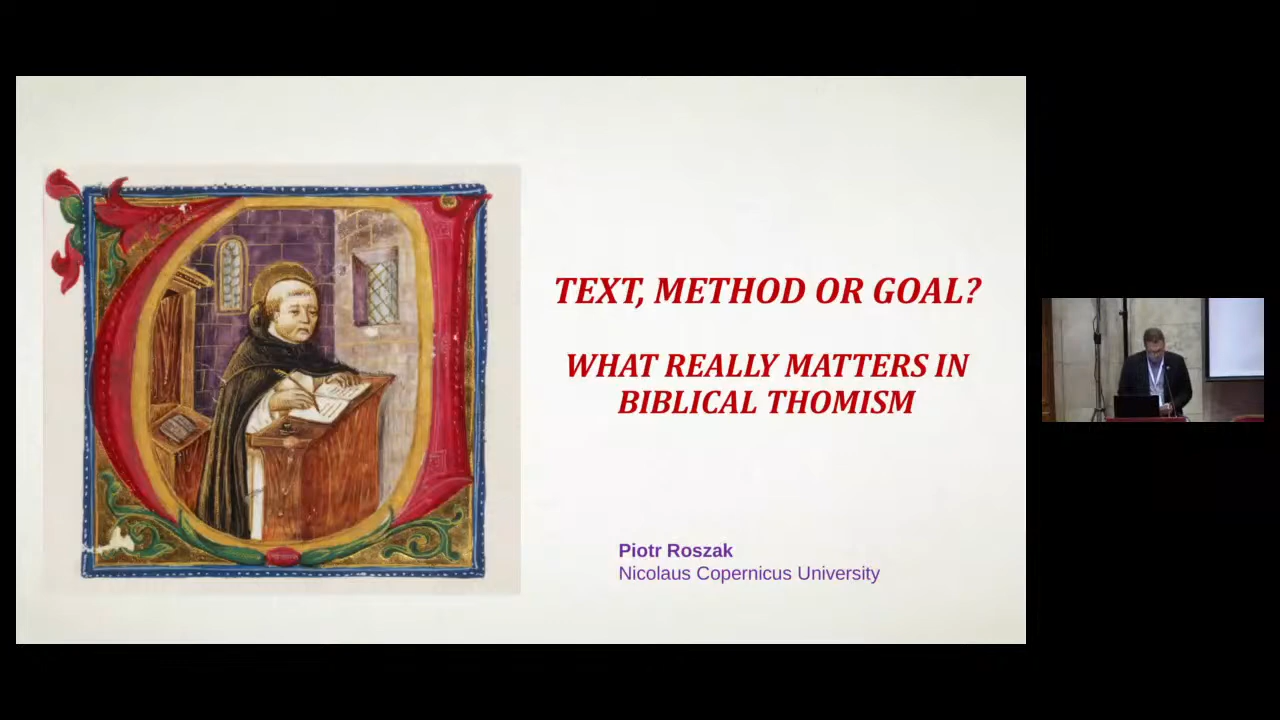 TEXT, METHOD OR GOAL?
WHAT REALLY MATTERS IN
BIBLICAL THOMISM
Piotr Roszak
Nicolaus Copernicus University